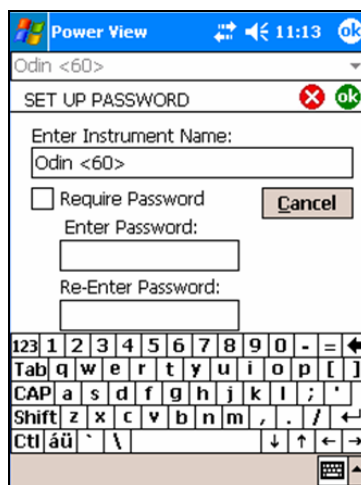 Power View 11:13 ok
Odin <60>
SET UP PASSWORD ok
Enter Instrument Name:
Odin <60>
Require Password Cancel
Enter Password:
Re-Enter Password:
123 1 2 3 4 5 6 7 8 9 0 - = ←
Tab q w e r t y u i o p [ ]
CAP a s d f g h j k l ; '
Shift z x c v b n m , . / ↵
Ctl áü ` \ ↓ ↑ ← →